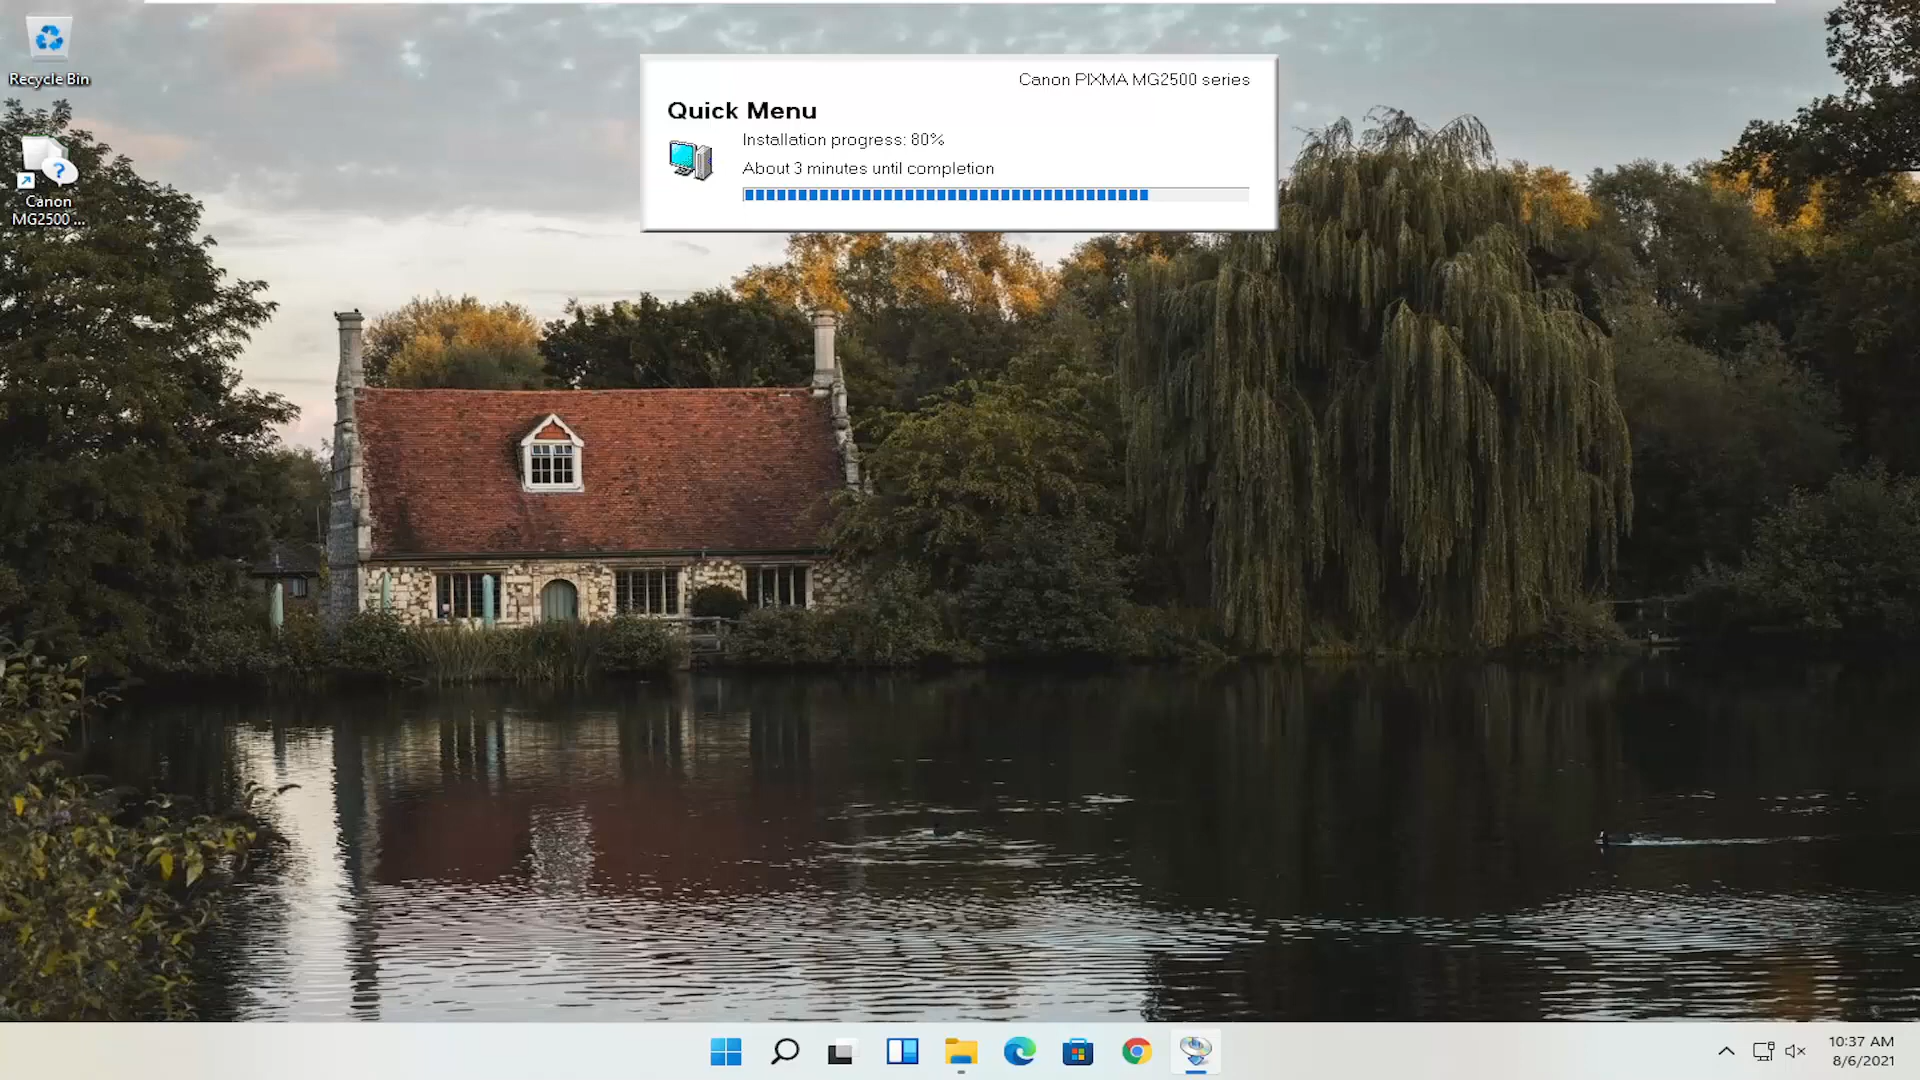 Recycle Bin
Canon
MG2500 ...
Canon PIXMA MG2500 series
Quick Menu
Installation progress: 80%
About 3 minutes until completion
10:37 AM
8/6/2021